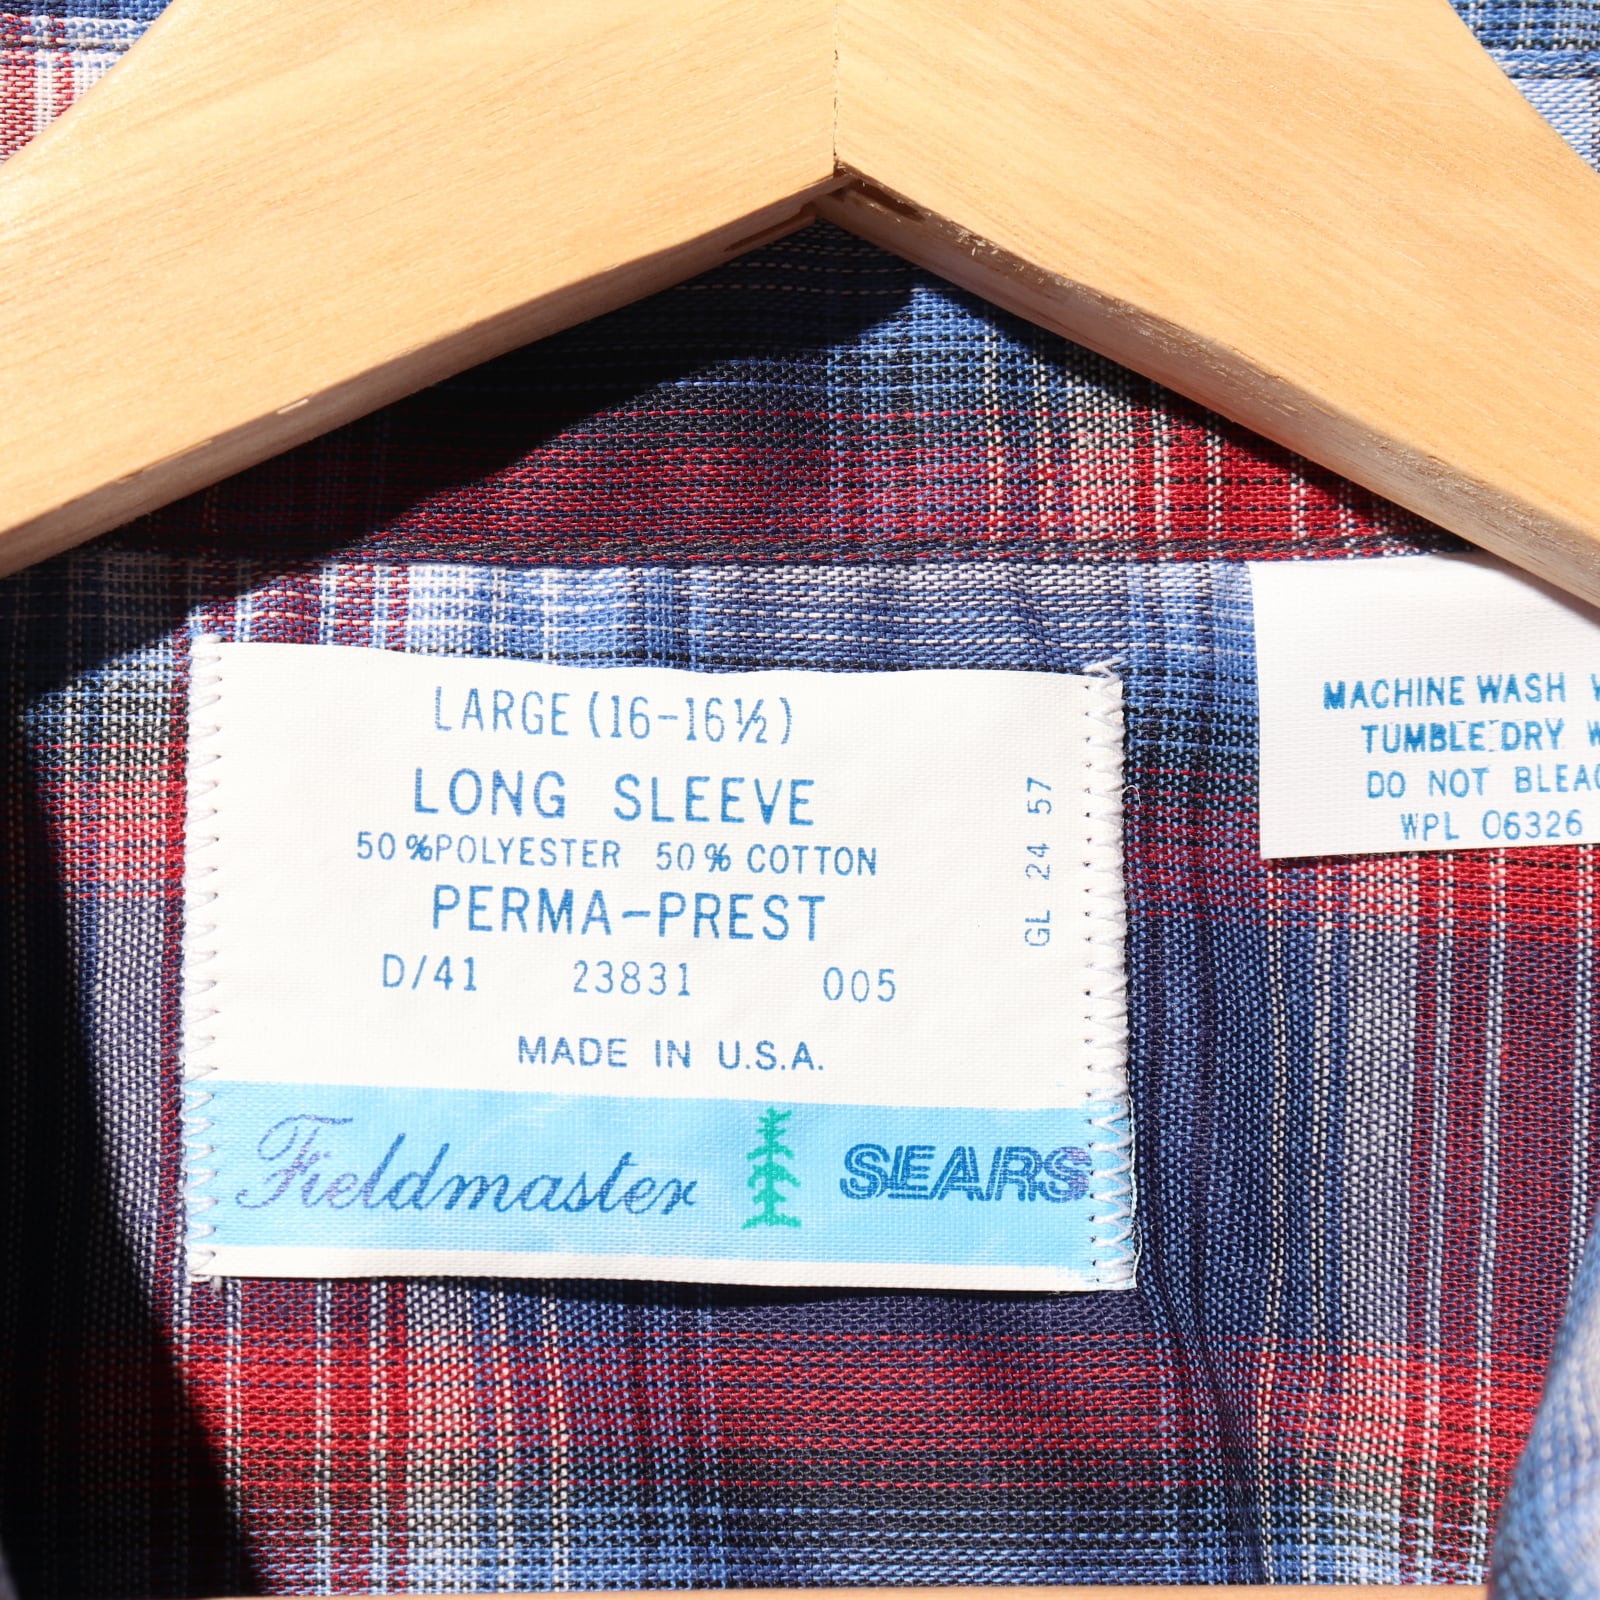 LARGE (16-16½)
LONG SLEEVE
50%POLYESTER 50% COTTON
PERMA-PREST
D/41 23831 005
MADE IN U.S.A.
Fieldmaster SEARS
GL 24 57
MACHINE WASH
TUMBLE DRY
DO NOT
WPL 06326